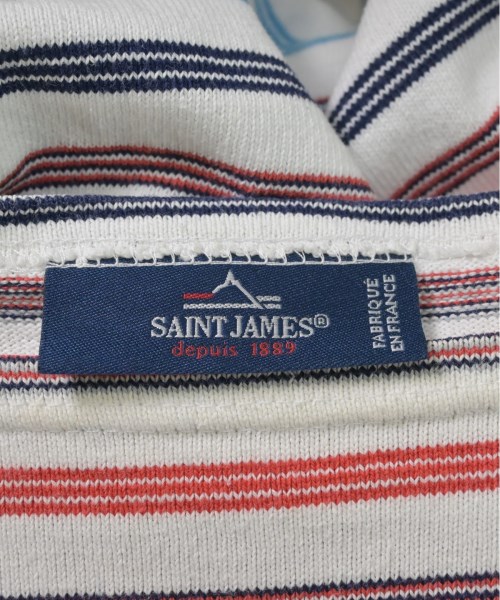 SAINT JAMES®
depuis 1889
FABRIQUÉ
EN FRANCE